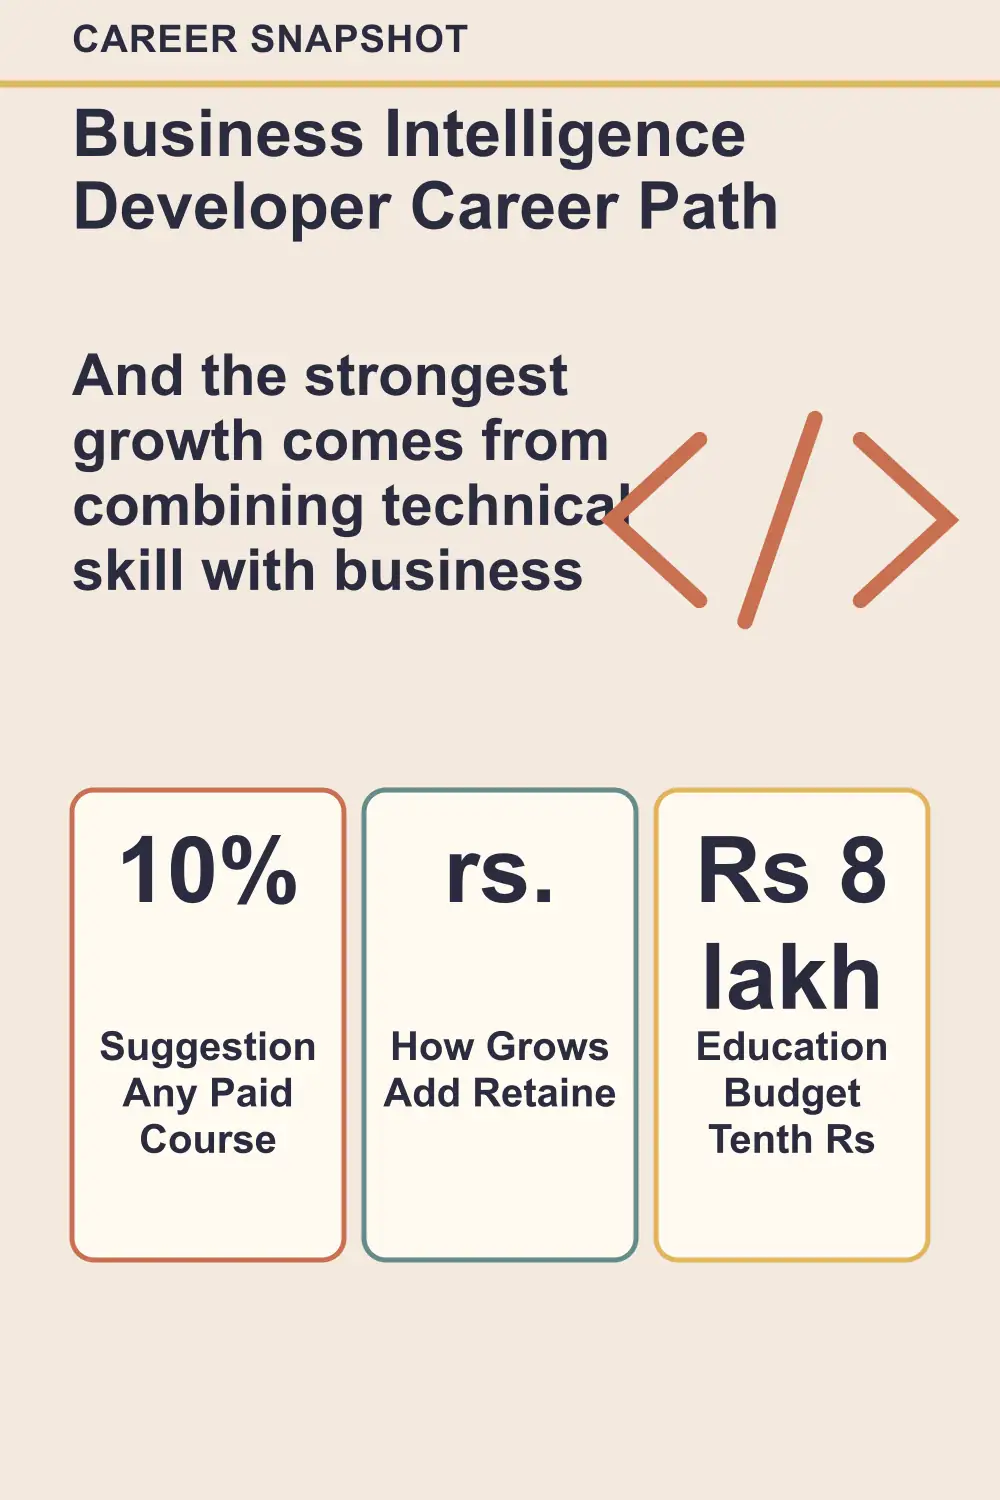 CAREER SNAPSHOT
Business Intelligence
Developer Career Path
And the strongest
growth comes from
combining technical
skill with business
10%
Suggestion
Any Paid
Course
rs.
How Grows
Add Retaine
Rs 8
lakh
Education
Budget
Tenth Rs